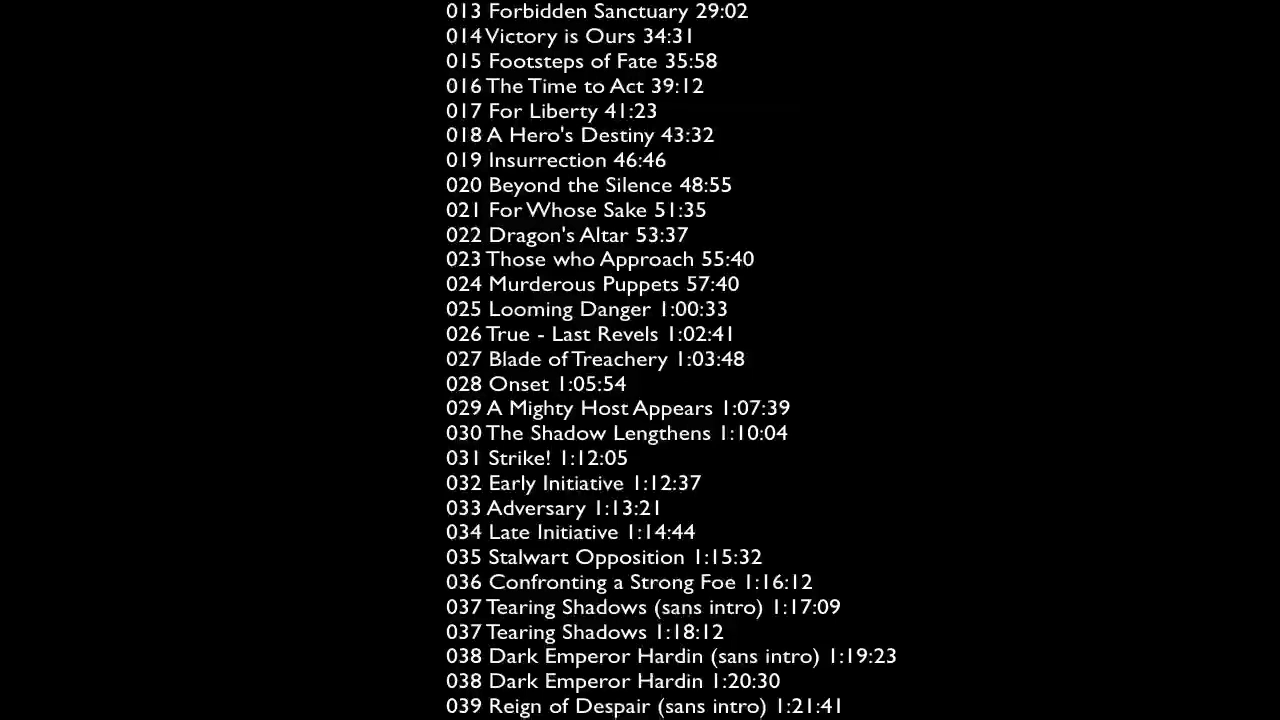 013 Forbidden Sanctuary 29:02
014 Victory is Ours 34:31
015 Footsteps of Fate 35:58
016 The Time to Act 39:12
017 For Liberty 41:23
018 A Hero's Destiny 43:32
019 Insurrection 46:46
020 Beyond the Silence 48:55
021 For Whose Sake 51:35
022 Dragon's Altar 53:37
023 Those who Approach 55:40
024 Murderous Puppets 57:40
025 Looming Danger 1:00:33
026 True - Last Revels 1:02:41
027 Blade of Treachery 1:03:48
028 Onset 1:05:54
029 A Mighty Host Appears 1:07:39
030 The Shadow Lengthens 1:10:04
031 Strike! 1:12:05
032 Early Initiative 1:12:37
033 Adversary 1:13:21
034 Late Initiative 1:14:44
035 Stalwart Opposition 1:15:32
036 Confronting a Strong Foe 1:16:12
037 Tearing Shadows (sans intro) 1:17:09
037 Tearing Shadows 1:18:12
038 Dark Emperor Hardin (sans intro) 1:19:23
038 Dark Emperor Hardin 1:20:30
039 Reign of Despair (sans intro) 1:21:41